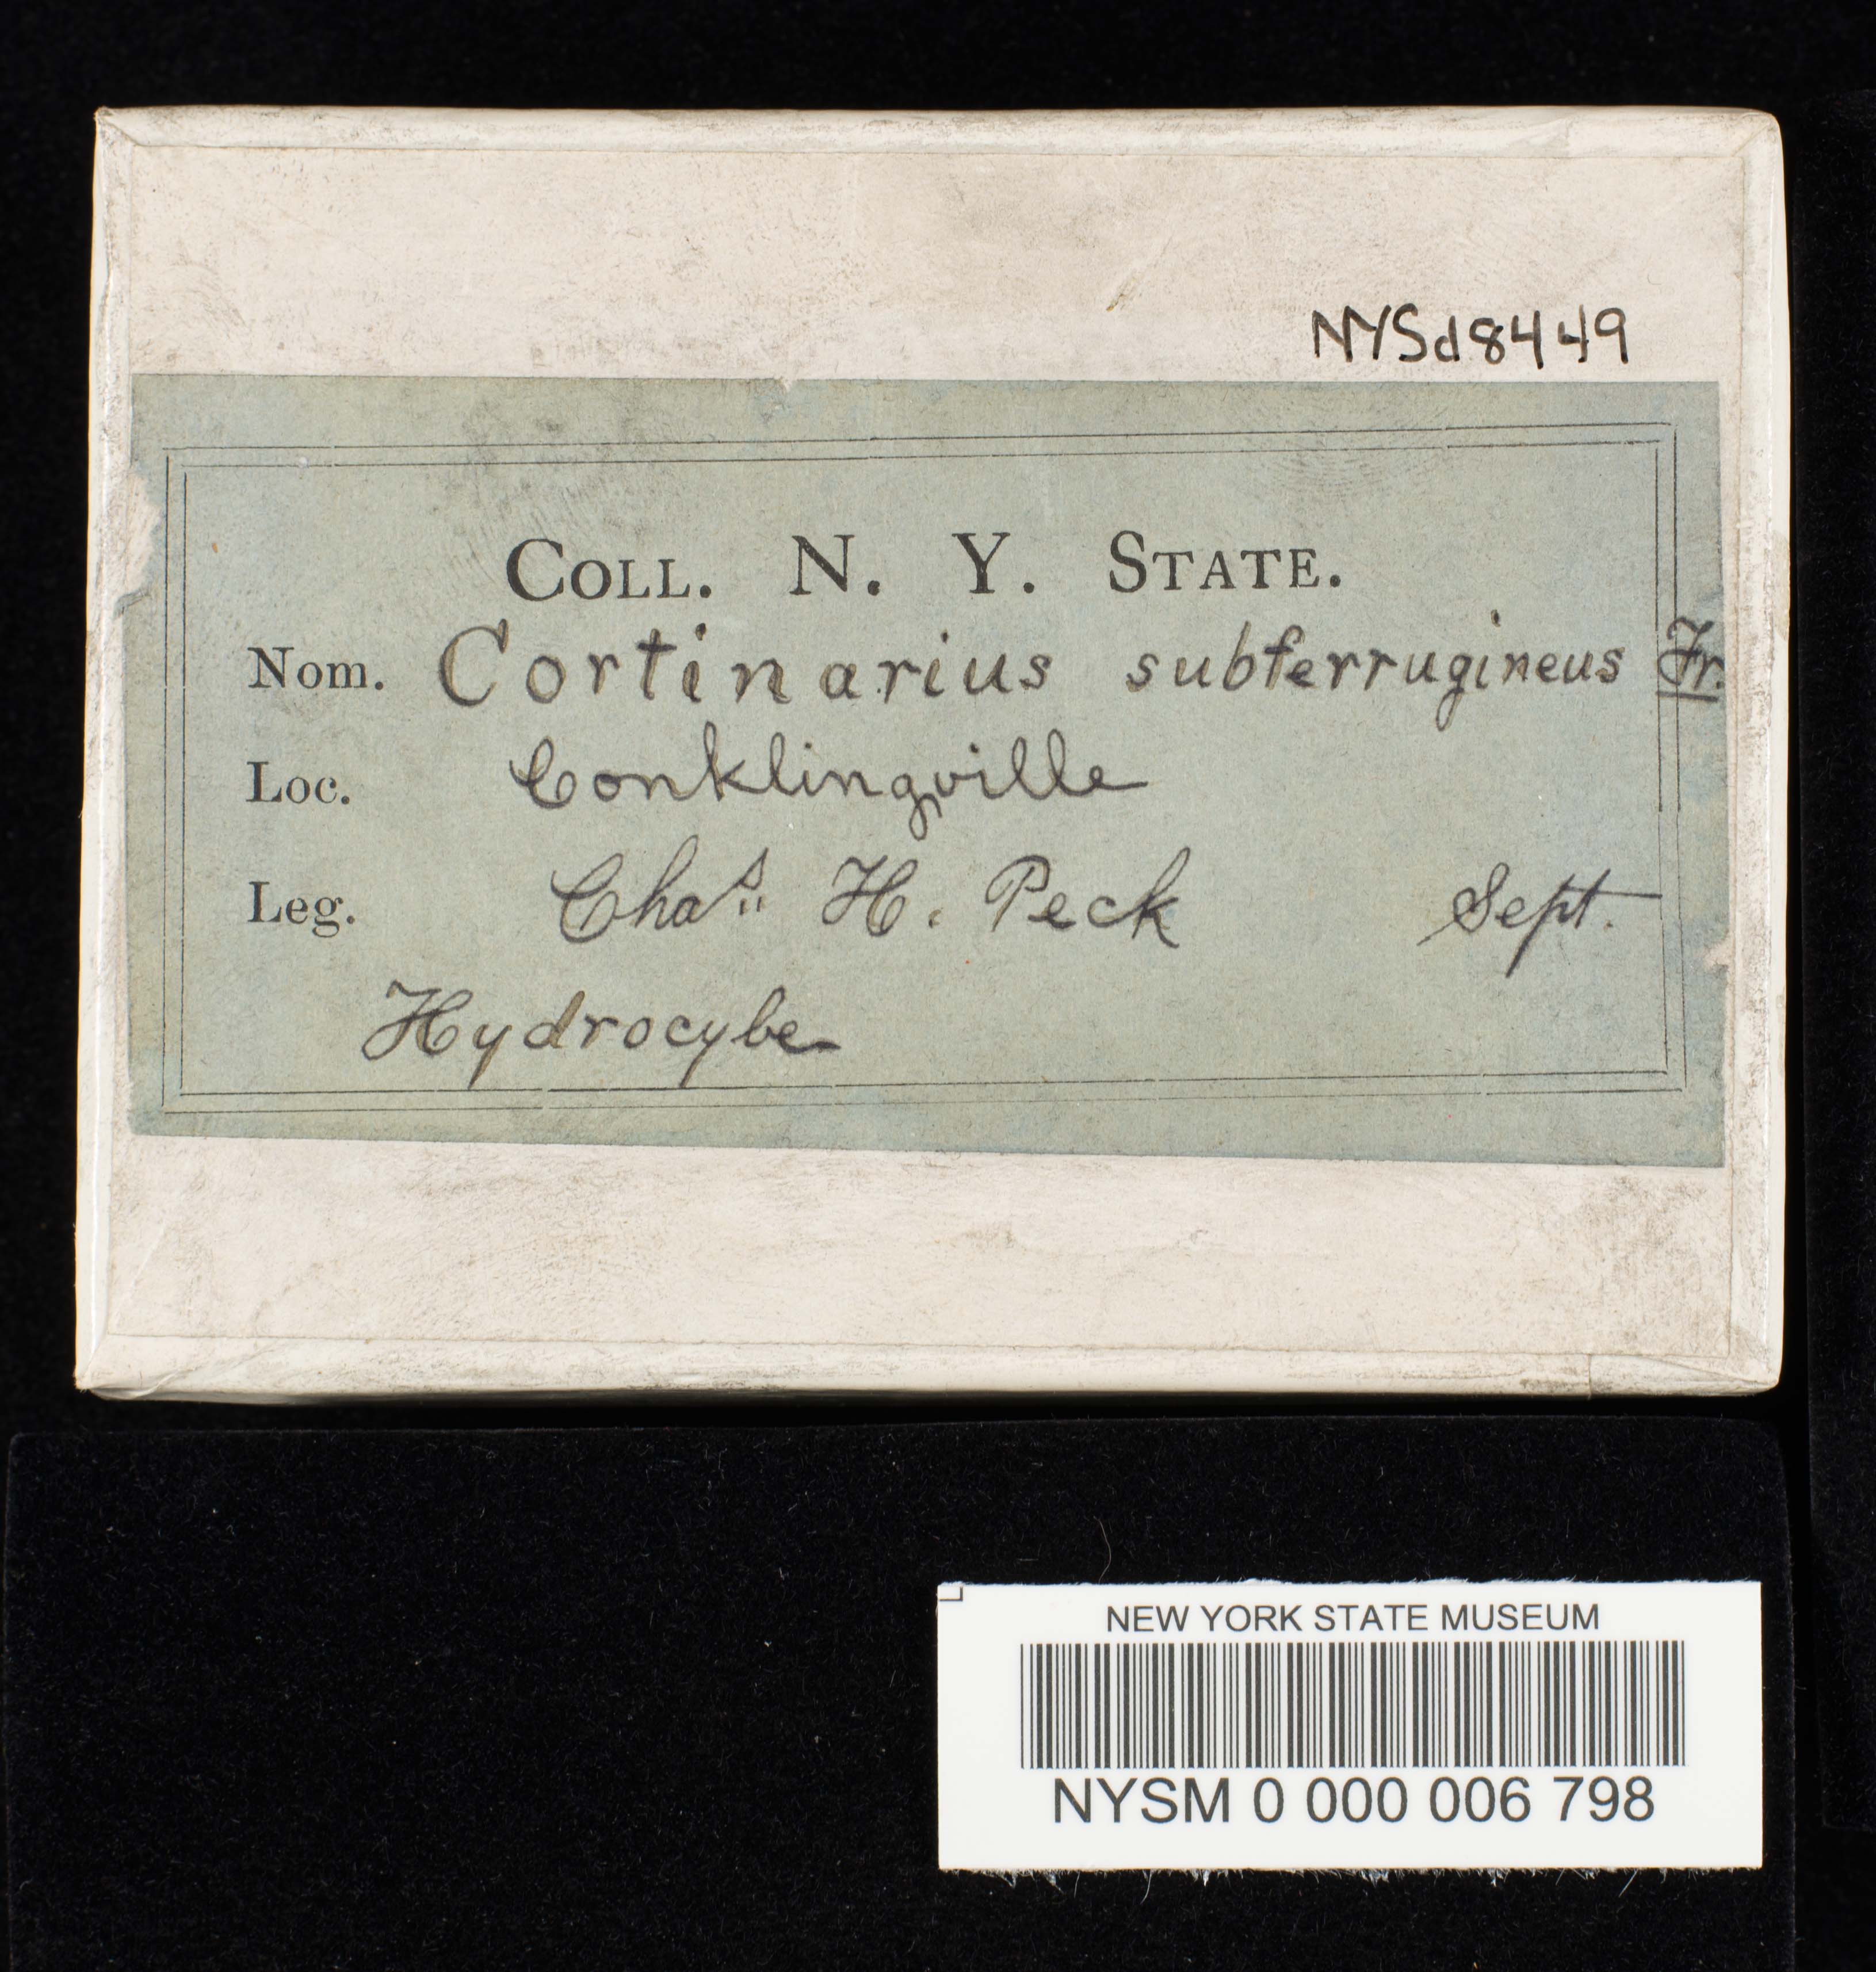 NYSd8449
COLL. N. Y. STATE.
Nom. Cortinarius subferrugineus Fr.
Loc. Conklingville
Leg. Chas. H. Peck Sept.
Hydrocybe
NEW YORK STATE MUSEUM
NYSM 0 000 006 798